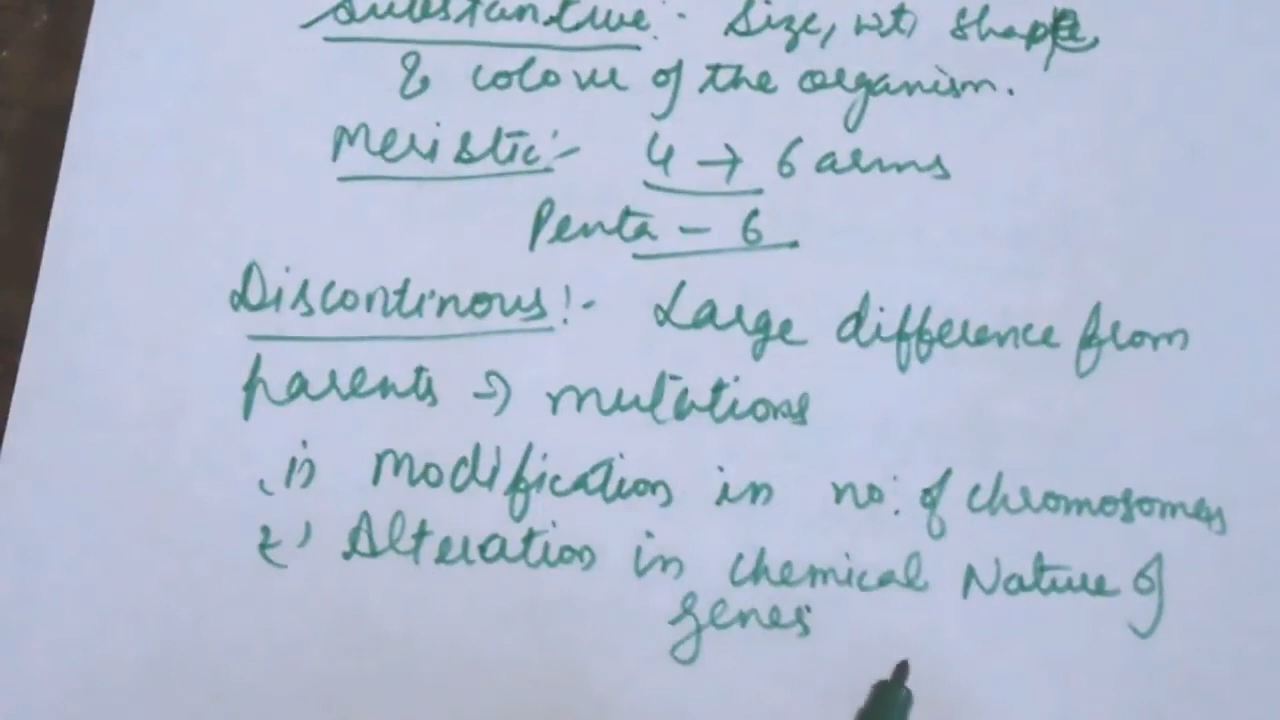 Substantive:- Size, wt, shape
& colour of the organism.
Meristic:- 4 → 6 arms
Penta - 6
Discontinous:- Large difference from
parents → mutations
1) Modification in no: of chromosomes
2) Alteration in chemical Nature of
genes